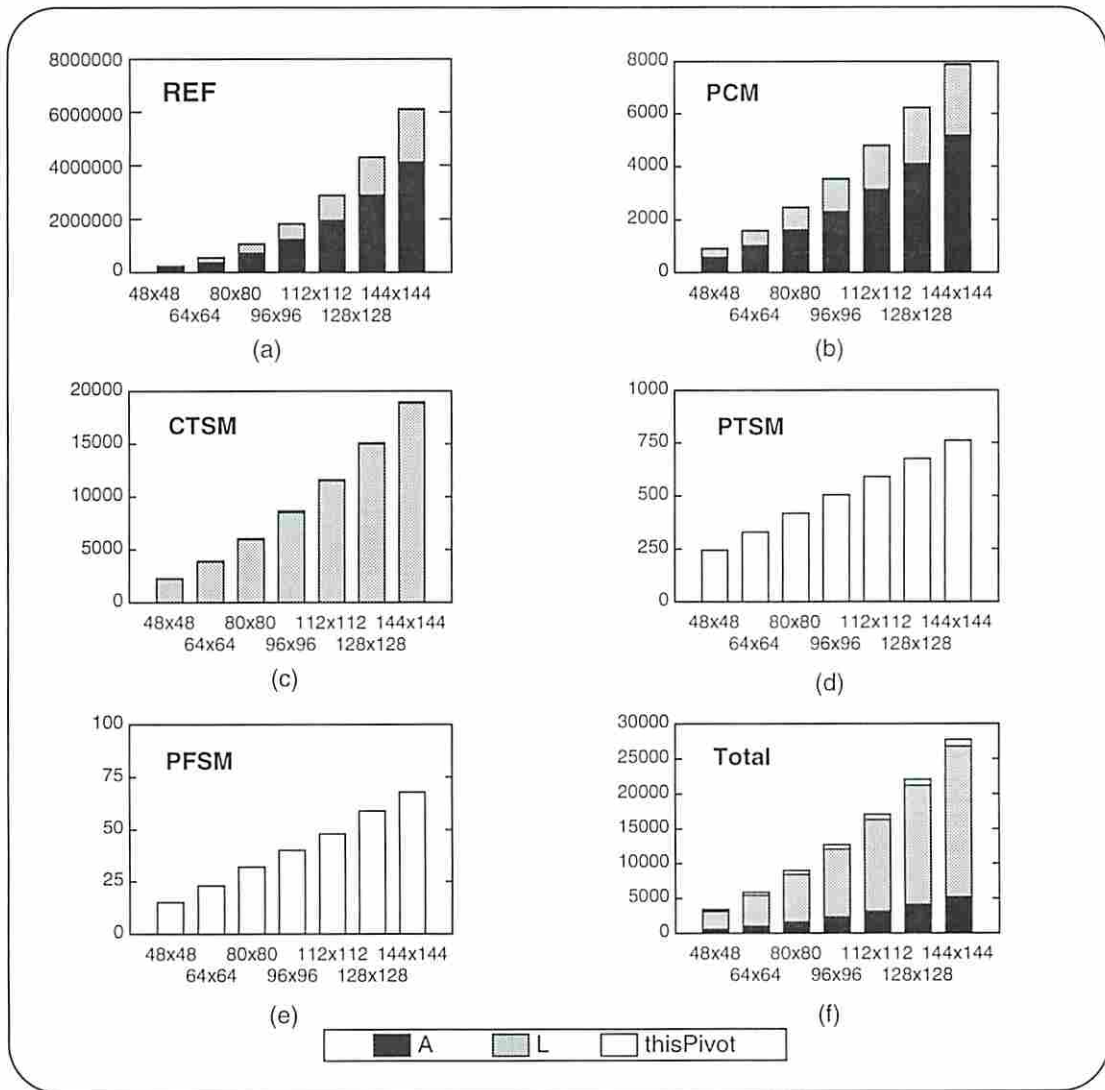 REF
8000000
6000000
4000000
2000000
0
48x48 80x80 112x112 144x144
64x64 96x96 128x128
(a)
PCM
8000
6000
4000
2000
0
48x48 80x80 112x112 144x144
64x64 96x96 128x128
(b)
CTSM
20000
15000
10000
5000
0
48x48 80x80 112x112 144x144
64x64 96x96 128x128
(c)
PTSM
1000
750
500
250
0
48x48 80x80 112x112 144x144
64x64 96x96 128x128
(d)
PFSM
100
75
50
25
0
48x48 80x80 112x112 144x144
64x64 96x96 128x128
(e)
Total
30000
25000
20000
15000
10000
5000
0
48x48 80x80 112x112 144x144
64x64 96x96 128x128
(f)
A L thisPivot